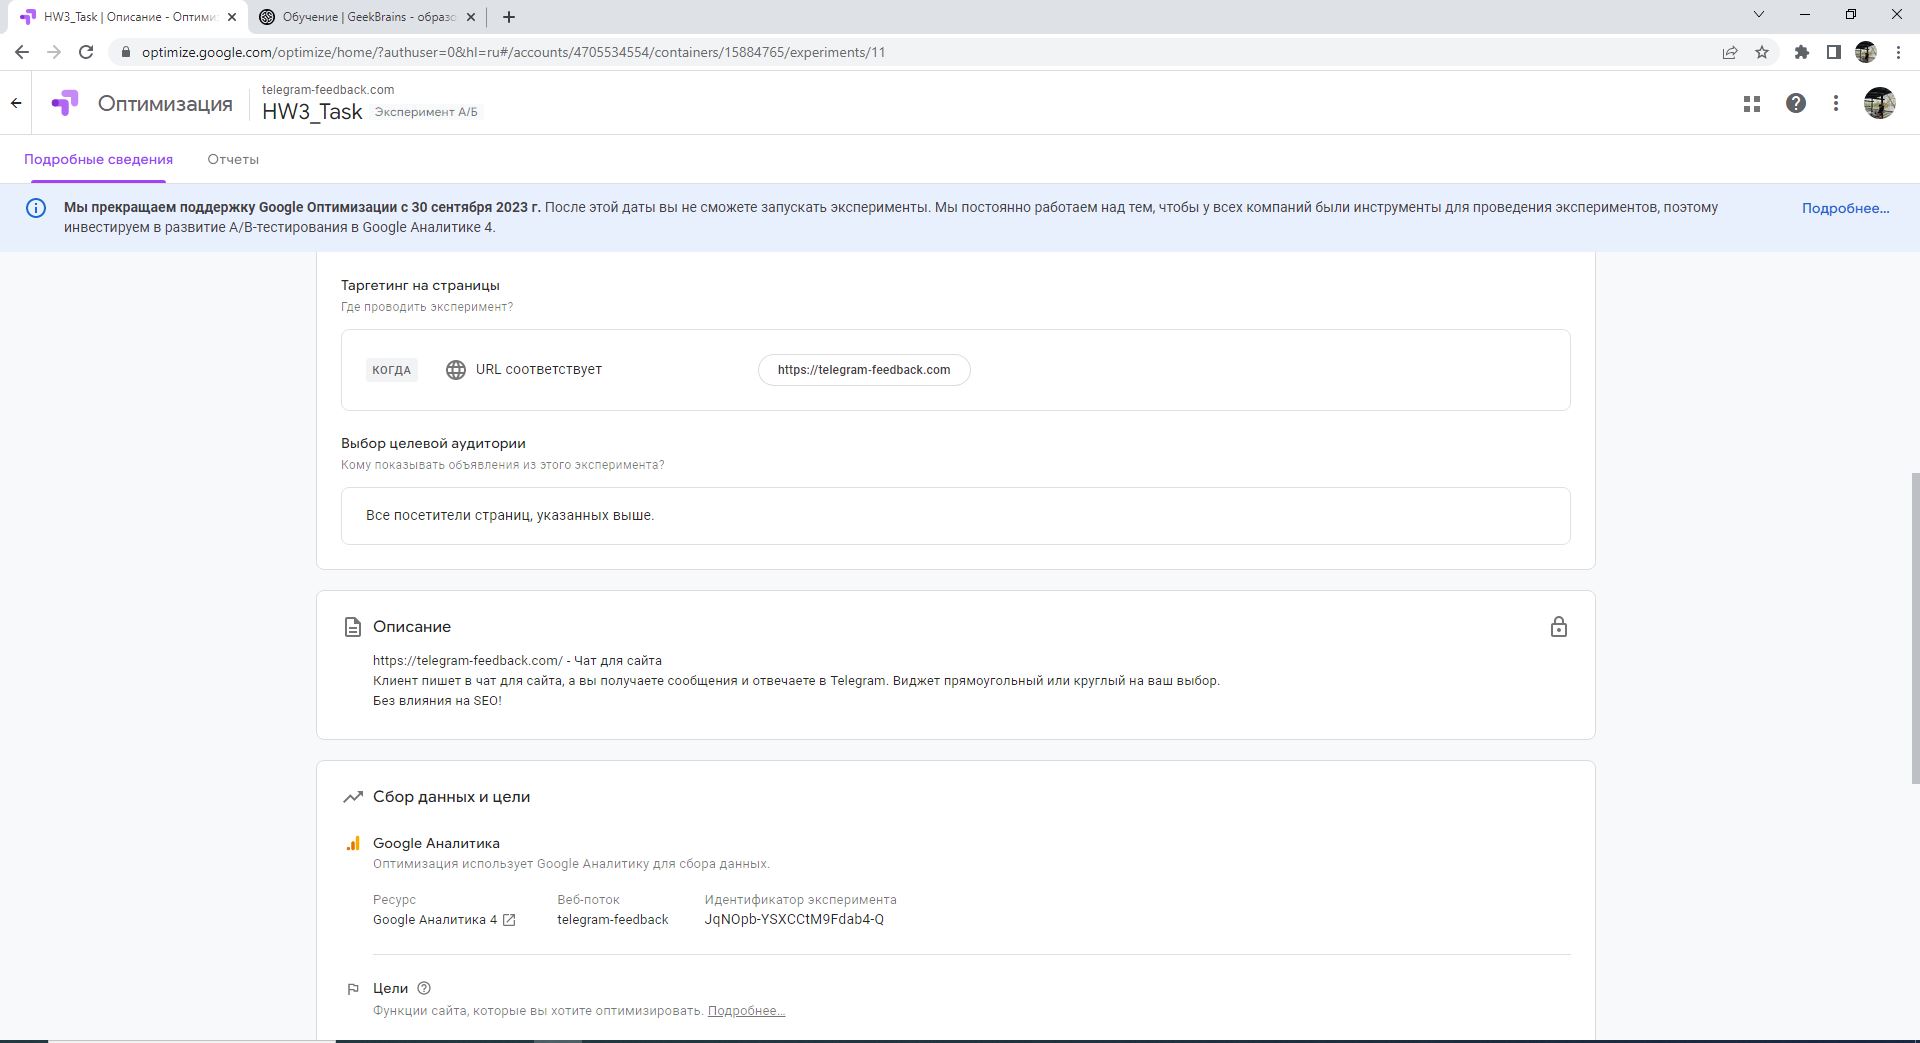 HW3_Task | Описание - Оптими
Обучение | GeekBrains - образо
optimize.google.com/optimize/home/?authuser=0&hl=ru#/accounts/4705534554/containers/15884765/experiments/11
Оптимизация
telegram-feedback.com
HW3_Task Эксперимент А/Б
Подробные сведения Отчеты
Мы прекращаем поддержку Google Оптимизации с 30 сентября 2023 г. После этой даты вы не сможете запускать эксперименты. Мы постоянно работаем над тем, чтобы у всех компаний были инструменты для проведения экспериментов, поэтому
инвестируем в развитие A/B-тестирования в Google Аналитике 4.
Подробнее...
Таргетинг на страницы
Где проводить эксперимент?
КОГДА URL соответствует https://telegram-feedback.com
Выбор целевой аудитории
Кому показывать объявления из этого эксперимента?
Все посетители страниц, указанных выше.
Описание
https://telegram-feedback.com/ - Чат для сайта
Клиент пишет в чат для сайта, а вы получаете сообщения и отвечаете в Telegram. Виджет прямоугольный или круглый на ваш выбор.
Без влияния на SEO!
Сбор данных и цели
Google Аналитика
Оптимизация использует Google Аналитику для сбора данных.
Ресурс Веб-поток Идентификатор эксперимента
Google Аналитика 4 telegram-feedback JqNOpb-YSXCCtM9Fdab4-Q
Цели
Функции сайта, которые вы хотите оптимизировать. Подробнее...